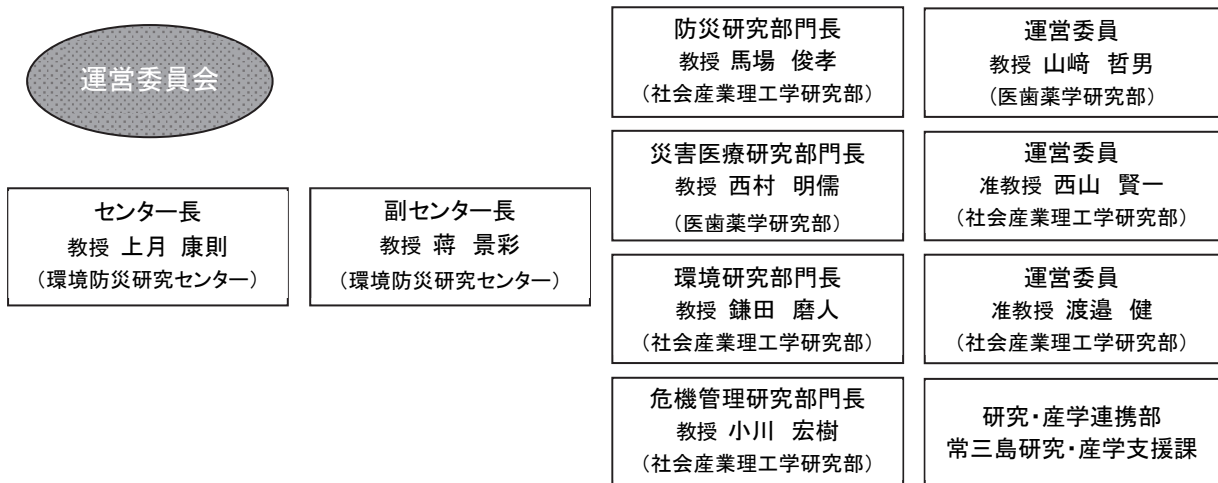 運営委員会
センター長
教授 上月 康則
(環境防災研究センター)
副センター長
教授 蒋 景彩
(環境防災研究センター)
防災研究部門長
教授 馬場 俊孝
(社会産業理工学研究部)
災害医療研究部門長
教授 西村 明儒
(医歯薬学研究部)
環境研究部門長
教授 鎌田 磨人
(社会産業理工学研究部)
危機管理研究部門長
教授 小川 宏樹
(社会産業理工学研究部)
運営委員
教授 山﨑 哲男
(医歯薬学研究部)
運営委員
准教授 西山 賢一
(社会産業理工学研究部)
運営委員
准教授 渡邉 健
(社会産業理工学研究部)
研究・産学連携部
常三島研究・産学支援課